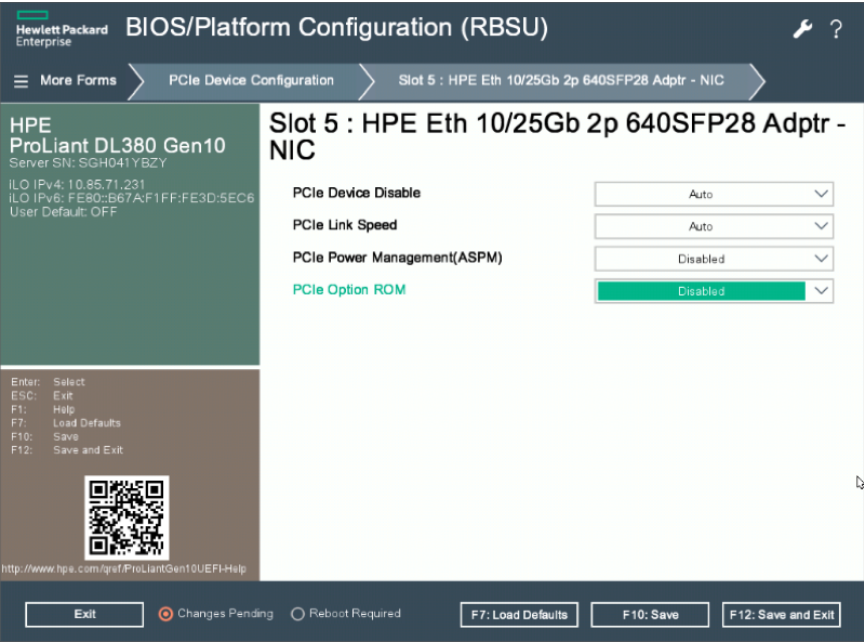 Hewlett Packard
Enterprise
BIOS/Platform Configuration (RBSU)
?
More Forms
PCIe Device Configuration
Slot 5 : HPE Eth 10/25Gb 2p 640SFP28 Adptr - NIC
HPE
ProLiant DL380 Gen10
Server SN: SGH041YBZY
iLO IPv4: 10.85.71.231
iLO IPv6: FE80::B67A:F1FF:FE3D:5EC6
User Default: OFF
Enter: Select
ESC: Exit
F1: Help
F7: Load Defaults
F10: Save
F12: Save and Exit
http://www.hpe.com/qref/ProLiantGen10UEFI-Help
Slot 5 : HPE Eth 10/25Gb 2p 640SFP28 Adptr -
NIC
PCIe Device Disable Auto
PCIe Link Speed Auto
PCIe Power Management(ASPM) Disabled
PCIe Option ROM Disabled
Exit
Changes Pending
Reboot Required
F7: Load Defaults
F10: Save
F12: Save and Exit